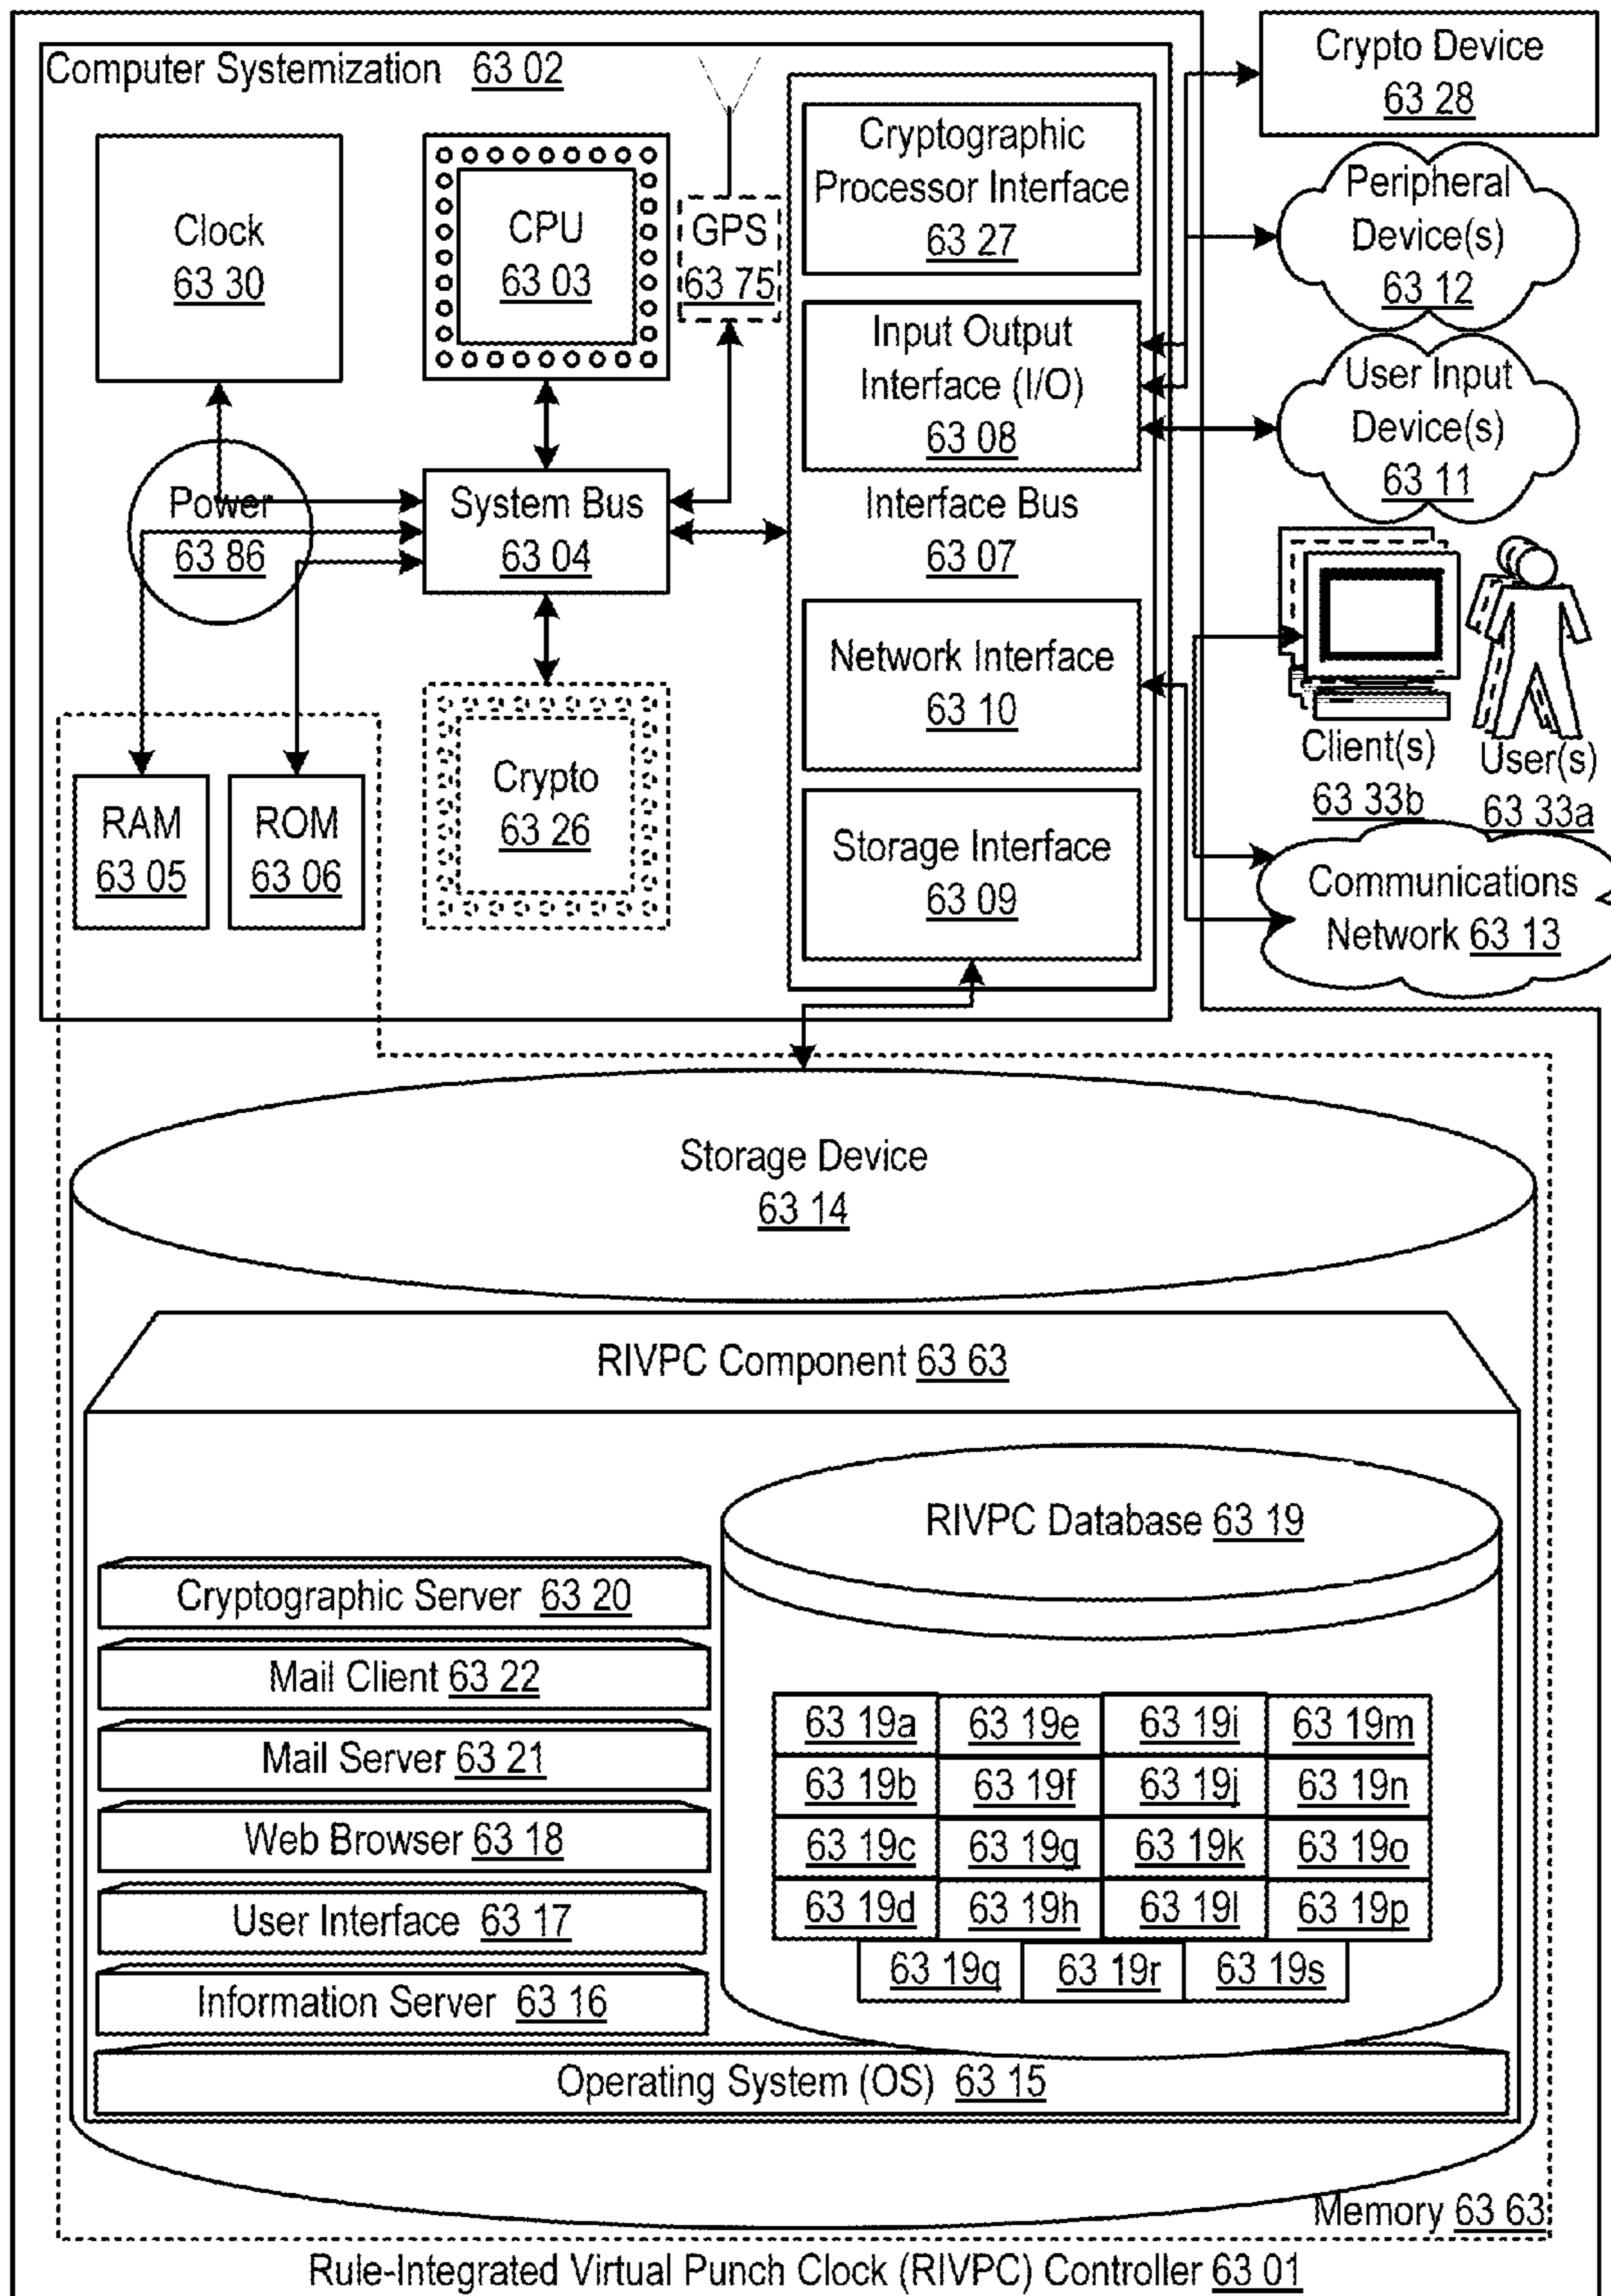 Computer Systemization 63 02
Clock
63 30
CPU
63 03
GPS
63 75
Power
63 86
System Bus
63 04
RAM
63 05
ROM
63 06
Crypto
63 26
Cryptographic
Processor Interface
63 27
Input Output
Interface (I/O)
63 08
Interface Bus
63 07
Network Interface
63 10
Storage Interface
63 09
Crypto Device
63 28
Peripheral
Device(s)
63 12
User Input
Device(s)
63 11
Client(s)
63 33b
User(s)
63 33a
Communications
Network 63 13
Storage Device
63 14
RIVPC Component 63 63
RIVPC Database 63 19
Cryptographic Server 63 20
Mail Client 63 22
Mail Server 63 21
Web Browser 63 18
User Interface 63 17
Information Server 63 16
63 19a 63 19e 63 19i 63 19m
63 19b 63 19f 63 19j 63 19n
63 19c 63 19g 63 19k 63 19o
63 19d 63 19h 63 19l 63 19p
63 19q 63 19r 63 19s
Operating System (OS) 63 15
Memory 63 63
Rule-Integrated Virtual Punch Clock (RIVPC) Controller 63 01